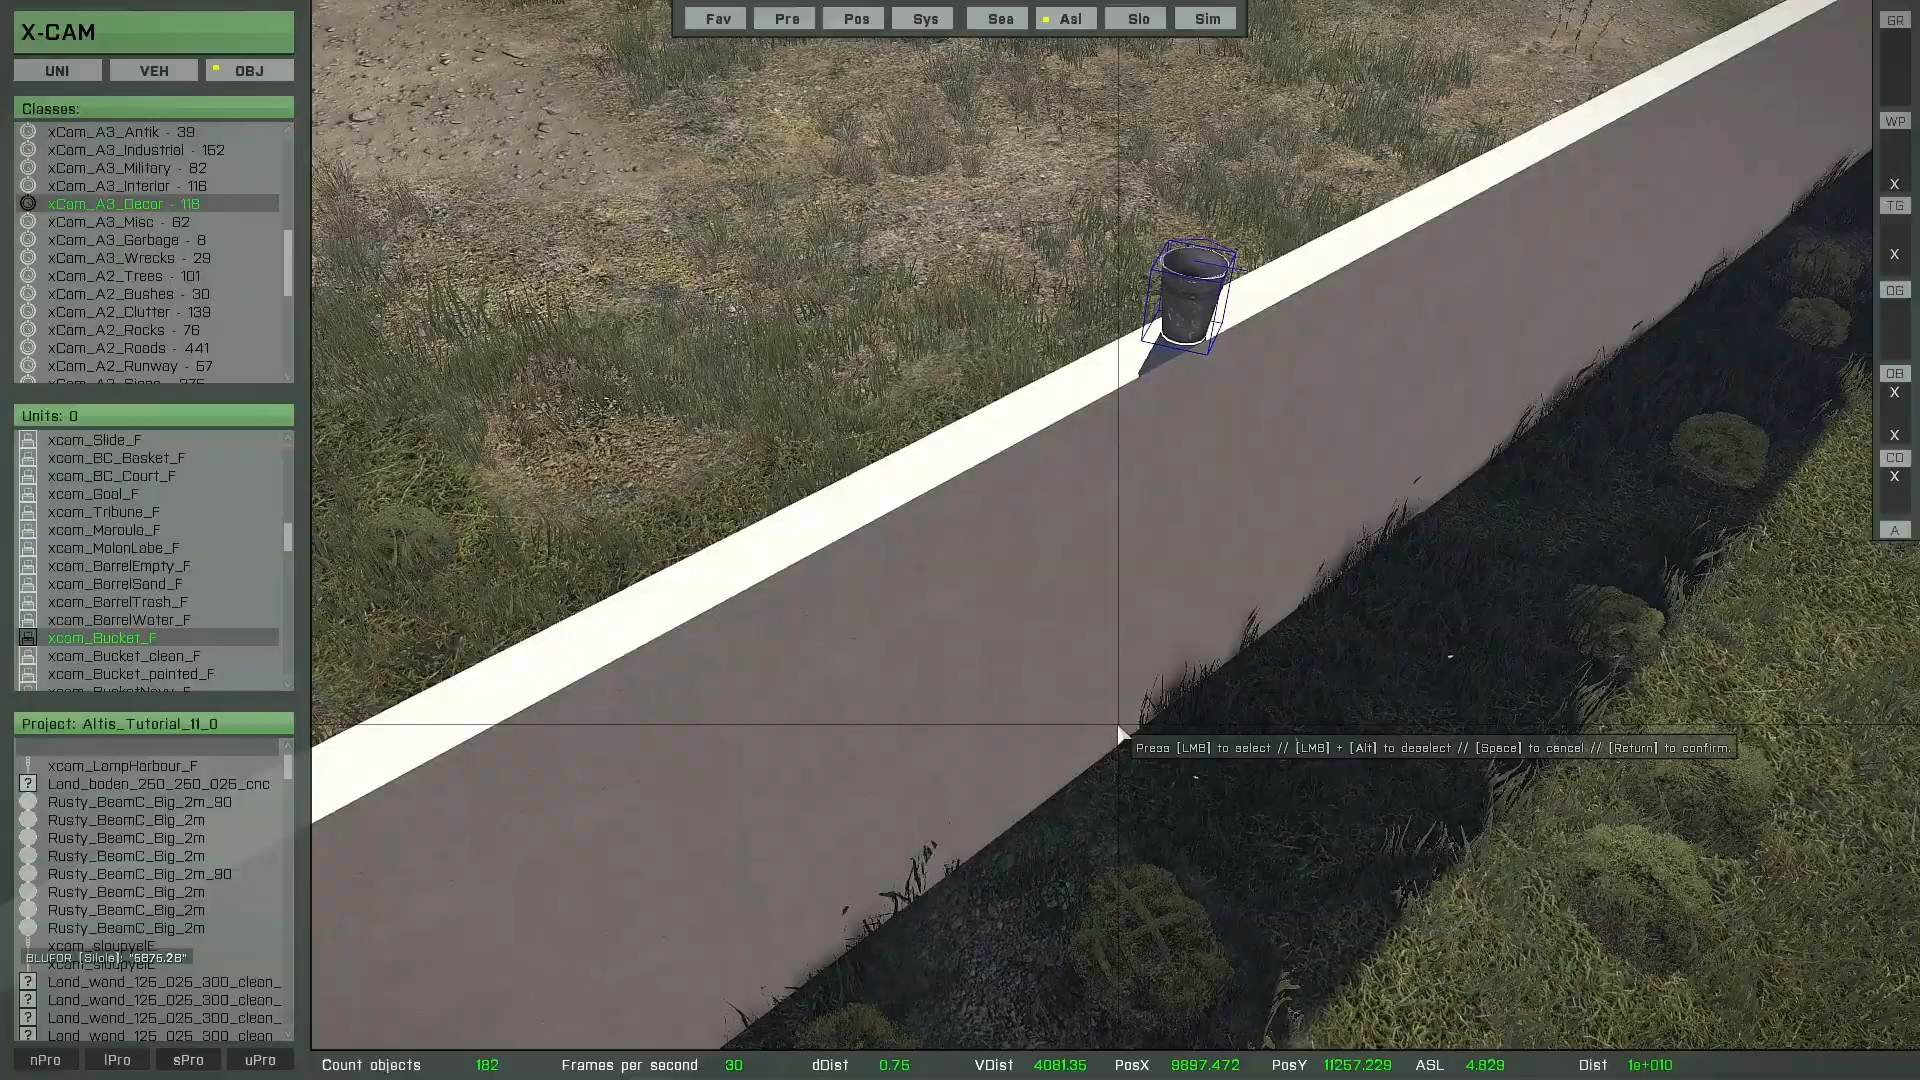 X-CAM
UNI VEH OBJ
Classes:
xCam_A3_Antik - 39
xCam_A3_Industrial - 152
xCam_A3_Military - 82
xCam_A3_Interior - 116
xCam_A3_Decor - 118
xCam_A3_Misc - 62
xCam_A3_Garbage - 8
xCam_A3_Wrecks - 29
xCam_A2_Trees - 101
xCam_A2_Bushes - 30
xCam_A2_Clutter - 139
xCam_A2_Rocks - 76
xCam_A2_Roads - 441
xCam_A2_Runway - 57
Units: 0
xcam_Slide_F
xcam_BC_Basket_F
xcam_BC_Court_F
xcam_Goal_F
xcam_Tribune_F
xcam_Maroula_F
xcam_MolonLabe_F
xcam_BarrelEmpty_F
xcam_BarrelSand_F
xcam_BarrelTrash_F
xcam_BarrelWater_F
xcam_Bucket_F
xcam_Bucket_clean_F
xcam_Bucket_painted_F
xcam_BucketNavy_F
Project: Altis_Tutorial_11_0
xcam_LampHarbour_F
Land_boden_250_250_025_cnc
Rusty_BeamC_Big_2m_90
Rusty_BeamC_Big_2m
Rusty_BeamC_Big_2m
Rusty_BeamC_Big_2m
Rusty_BeamC_Big_2m_90
Rusty_BeamC_Big_2m
Rusty_BeamC_Big_2m
Rusty_BeamC_Big_2m
xcam_sloupyelE
BLUFOR [Silola]: "5875.28"
xcam_sloupyelE
Land_wand_125_025_300_clean_
Land_wand_125_025_300_clean_
Land_wand_125_025_300_clean_
Land_wand_125_025_300_clean_
nPro lPro sPro uPro
Fav Pre Pos Sys Sea Asl Slo Sim
GR
WP
X
TG
X
OG
OB
X
X
CD
X
A
Press [LMB] to select // [LMB] + [Alt] to deselect // [Space] to cancel // [Return] to confirm.
Count objects 182 Frames per second 30 dDist 0.75 VDist 4081.35 PosX 9897.472 PosY 11257.229 ASL 4.829 Dist 1e+010